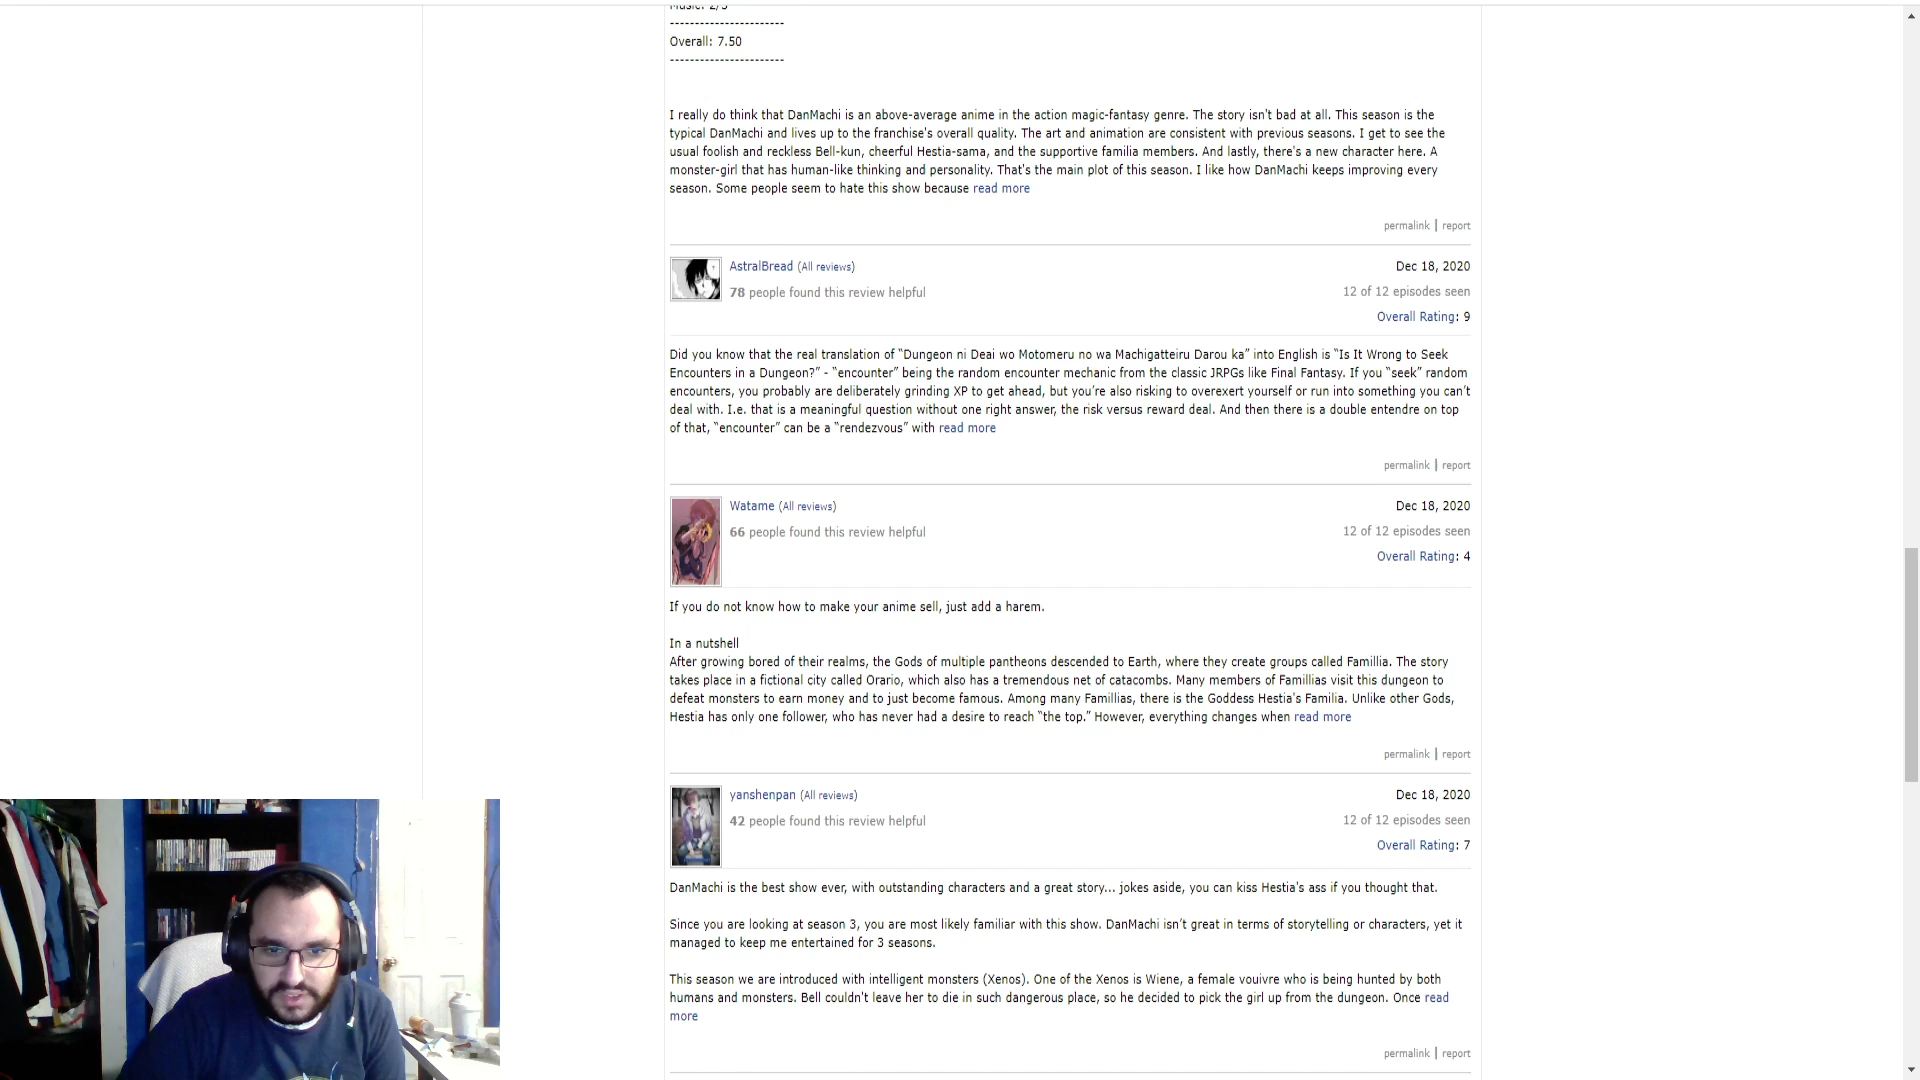 Music: 2/5
-----------------------
Overall: 7.50
-----------------------
I really do think that DanMachi is an above-average anime in the action magic-fantasy genre. The story isn't bad at all. This season is the
typical DanMachi and lives up to the franchise's overall quality. The art and animation are consistent with previous seasons. I get to see the
usual foolish and reckless Bell-kun, cheerful Hestia-sama, and the supportive familia members. And lastly, there's a new character here. A
monster-girl that has human-like thinking and personality. That's the main plot of this season. I like how DanMachi keeps improving every
season. Some people seem to hate this show because read more
permalink | report
AstralBread (All reviews)
Dec 18, 2020
78 people found this review helpful
12 of 12 episodes seen
Overall Rating: 9
Did you know that the real translation of “Dungeon ni Deai wo Motomeru no wa Machigatteiru Darou ka” into English is “Is It Wrong to Seek
Encounters in a Dungeon?” - “encounter” being the random encounter mechanic from the classic JRPGs like Final Fantasy. If you “seek” random
encounters, you probably are deliberately grinding XP to get ahead, but you’re also risking to overexert yourself or run into something you can’t
deal with. I.e. that is a meaningful question without one right answer, the risk versus reward deal. And then there is a double entendre on top
of that, “encounter” can be a “rendezvous” with read more
permalink | report
Watame (All reviews)
Dec 18, 2020
66 people found this review helpful
12 of 12 episodes seen
Overall Rating: 4
If you do not know how to make your anime sell, just add a harem.
In a nutshell
After growing bored of their realms, the Gods of multiple pantheons descended to Earth, where they create groups called Famillia. The story
takes place in a fictional city called Orario, which also has a tremendous net of catacombs. Many members of Famillias visit this dungeon to
defeat monsters to earn money and to just become famous. Among many Famillias, there is the Goddess Hestia's Familia. Unlike other Gods,
Hestia has only one follower, who has never had a desire to reach “the top.” However, everything changes when read more
permalink | report
yanshenpan (All reviews)
Dec 18, 2020
42 people found this review helpful
12 of 12 episodes seen
Overall Rating: 7
DanMachi is the best show ever, with outstanding characters and a great story... jokes aside, you can kiss Hestia's ass if you thought that.
Since you are looking at season 3, you are most likely familiar with this show. DanMachi isn’t great in terms of storytelling or characters, yet it
managed to keep me entertained for 3 seasons.
This season we are introduced with intelligent monsters (Xenos). One of the Xenos is Wiene, a female vouivre who is being hunted by both
humans and monsters. Bell couldn't leave her to die in such dangerous place, so he decided to pick the girl up from the dungeon. Once read
more
permalink | report